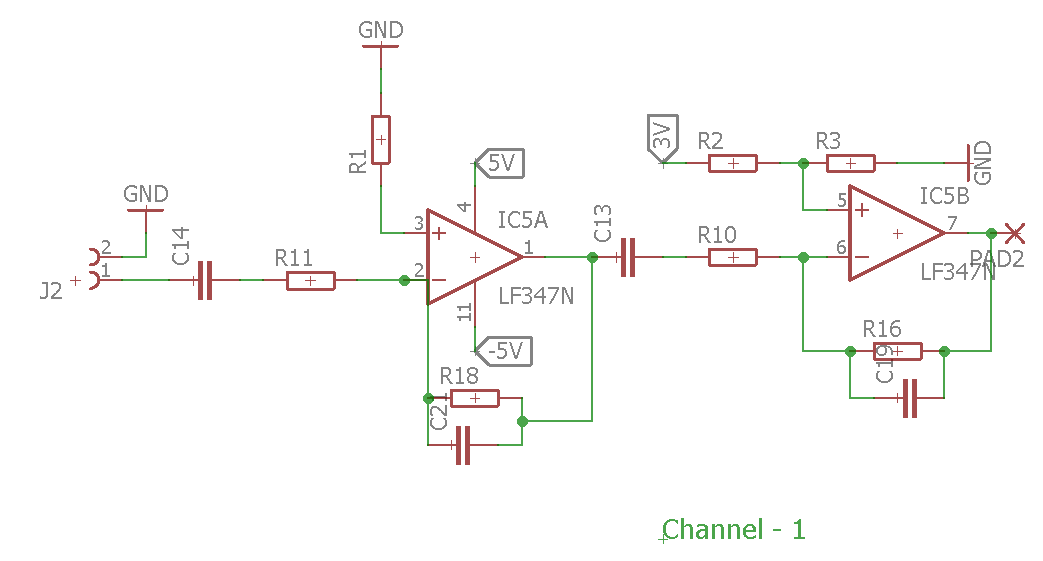 GND
3V
R2
R3
GND
R1
5V
4
GND
IC5A
IC5B
5
7
3
C14
C13
2
1
R11
2
1
R10
6
LF347N
PAD2
J2
LF347N
11
-5V
R16
C19
R18
C21
Channel - 1